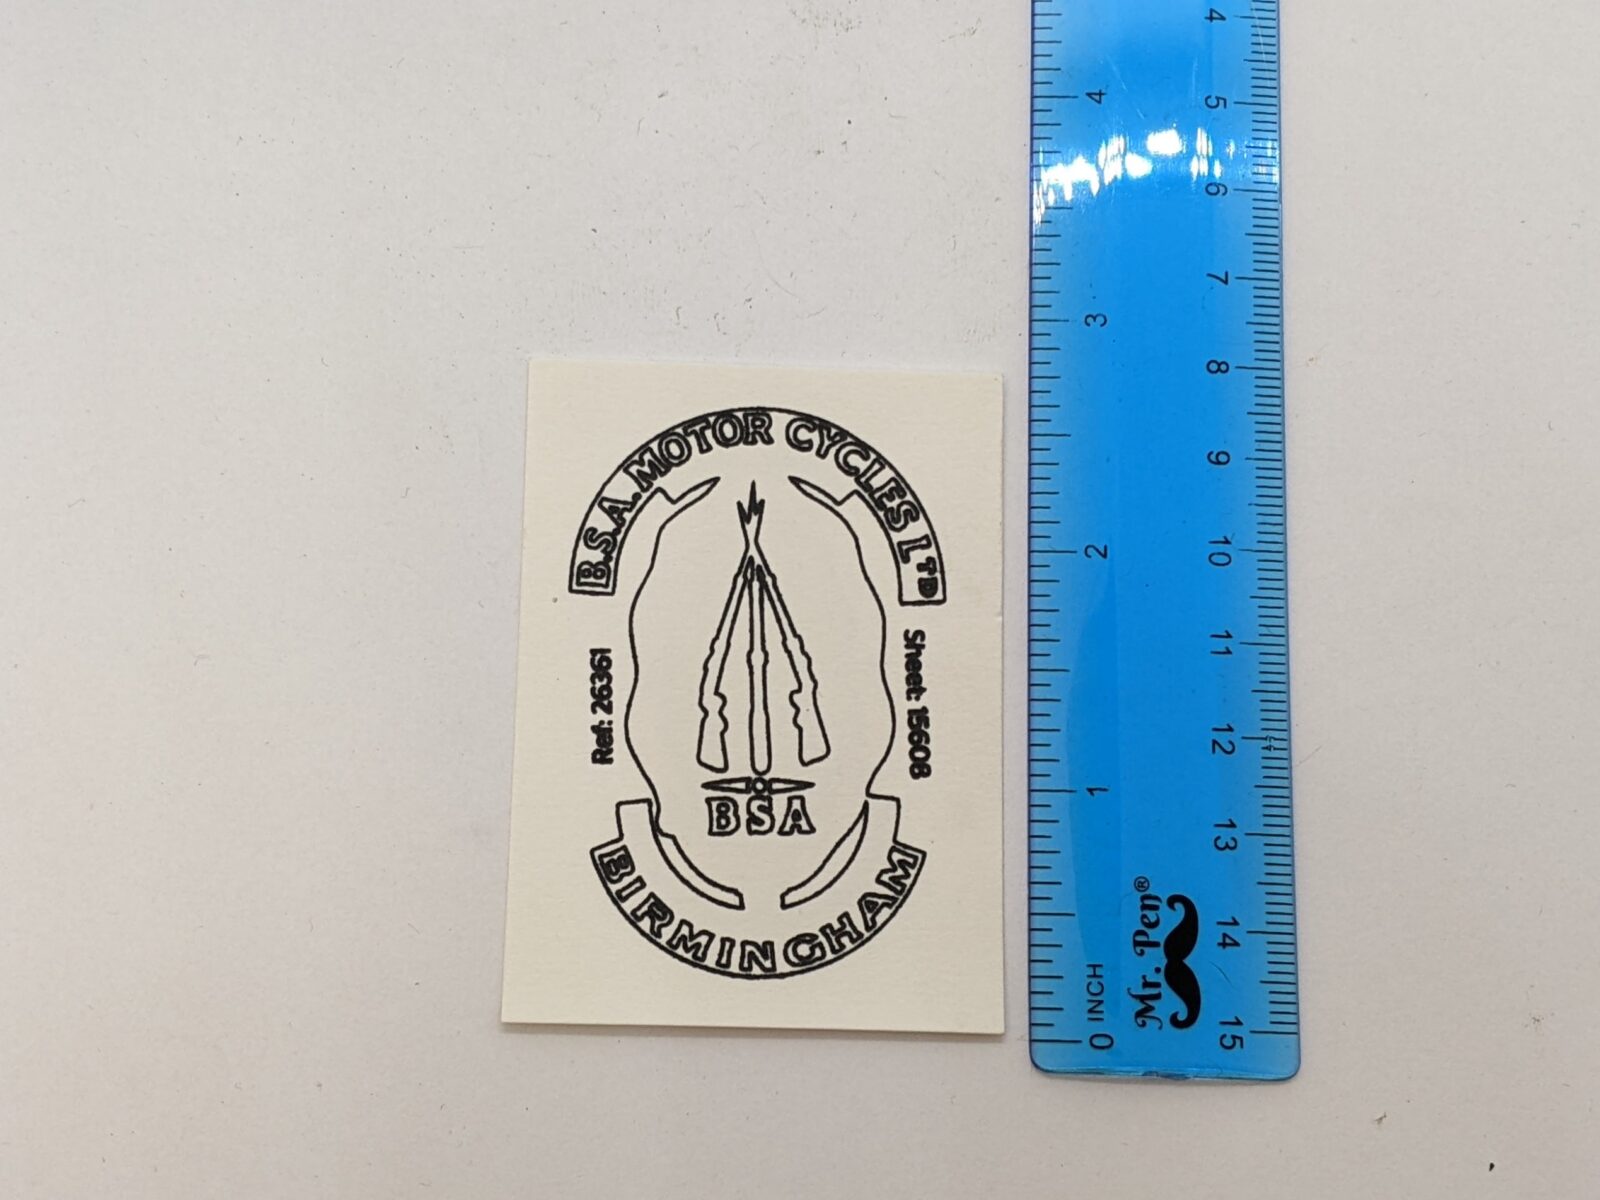 B.S.A. MOTOR CYCLES LTD
Ref: 26361
Sheet: 15608
BSA
BIRMINGHAM
4
3
2
1
0 INCH
4
5
6
7
8
9
10
11
12
13
14
15
Mr. Pen®